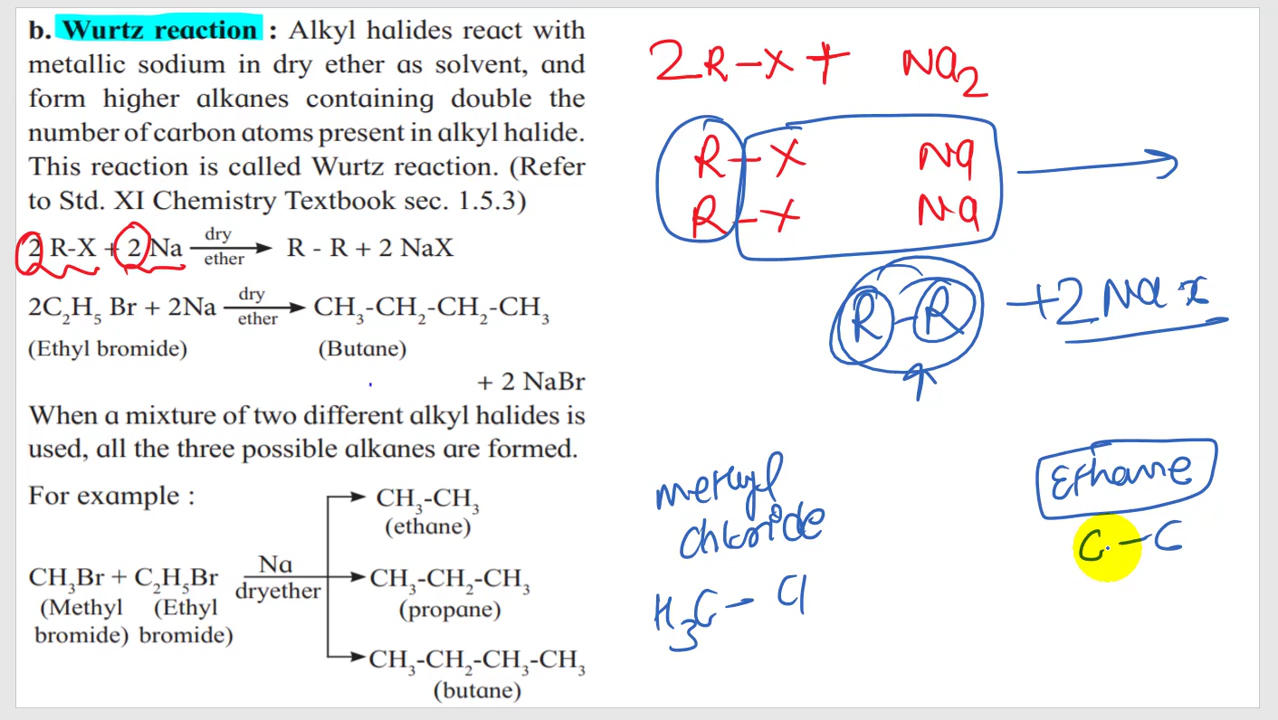 b. Wurtz reaction : Alkyl halides react with
metallic sodium in dry ether as solvent, and
form higher alkanes containing double the
number of carbon atoms present in alkyl halide.
This reaction is called Wurtz reaction. (Refer
to Std. XI Chemistry Textbook sec. 1.5.3)
2 R-X + 2 Na dry ether R - R + 2 NaX
2C₂H₅ Br + 2Na dry ether CH₃-CH₂-CH₂-CH₃
(Ethyl bromide) (Butane)
+ 2 NaBr
When a mixture of two different alkyl halides is
used, all the three possible alkanes are formed.
For example :
CH₃-CH₃
(ethane)
CH₃Br + C₂H₅Br Na dryether CH₃-CH₂-CH₃
(Methyl (Ethyl (propane)
bromide) bromide)
CH₃-CH₂-CH₃-CH₃
(butane)
2R-X + Na₂
R-X Na
R-X Na
R-R +2Nax
methyl
chloride
H₃C-Cl
Ethane
C-C